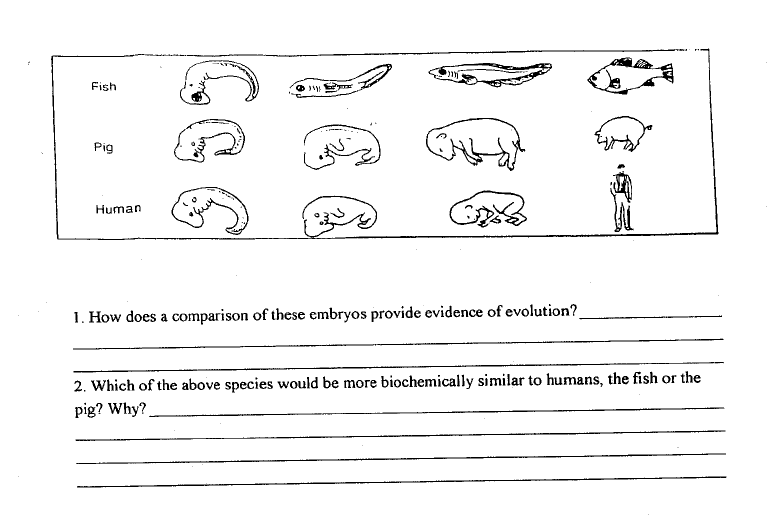 Fish
Pig
Human
1. How does a comparison of these embryos provide evidence of evolution?
2. Which of the above species would be more biochemically similar to humans, the fish or the
pig? Why?